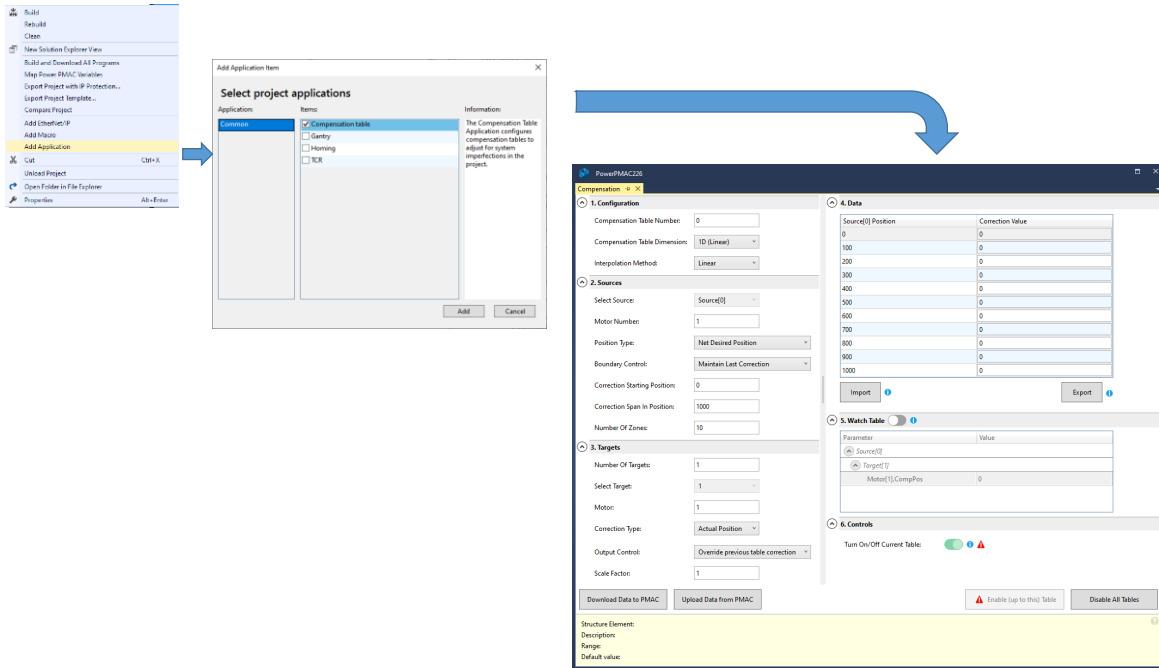 Build
Rebuild
Clean
New Solution Explorer View
Build and Download All Programs
Map Power PMAC Variables
Export Project with IP Protection...
Export Project Template...
Compare Project
Add EtherNet/IP
Add Macro
Add Application
Cut Ctrl+X
Unload Project
Open Folder in File Explorer
Properties Alt+Enter
Add Application Item
Select project applications
Application: Items: Information:
Common
Compensation table
Gantry
Homing
TCR
The Compensation Table
Application configures
compensation tables to
adjust for system
imperfections in the
project.
Add Cancel
PowerPMAC226
Compensation
1. Configuration
Compensation Table Number: 0
Compensation Table Dimension: 1D (Linear)
Interpolation Method: Linear
2. Sources
Select Source: Source[0]
Motor Number: 1
Position Type: Net Desired Position
Boundary Control: Maintain Last Correction
Correction Starting Position: 0
Correction Span In Position: 1000
Number Of Zones: 10
3. Targets
Number Of Targets: 1
Select Target: 1
Motor: 1
Correction Type: Actual Position
Output Control: Override previous table correction
Scale Factor: 1
Download Data to PMAC Upload Data from PMAC
4. Data
Source[0] Position Correction Value
0 0
100 0
200 0
300 0
400 0
500 0
600 0
700 0
800 0
900 0
1000 0
Import Export
5. Watch Table
Parameter Value
Source[0]
Target[1]
Motor[1].CompPos 0
6. Controls
Turn On/Off Current Table:
Enable (up to this) Table Disable All Tables
Structure Element:
Description:
Range:
Default value: